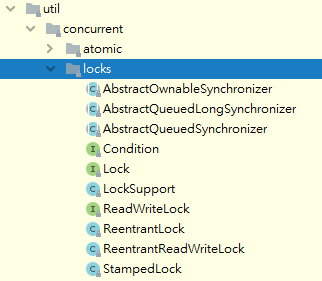 util
concurrent
atomic
locks
AbstractOwnableSynchronizer
AbstractQueuedLongSynchronizer
AbstractQueuedSynchronizer
Condition
Lock
LockSupport
ReadWriteLock
ReentrantLock
ReentrantReadWriteLock
StampedLock